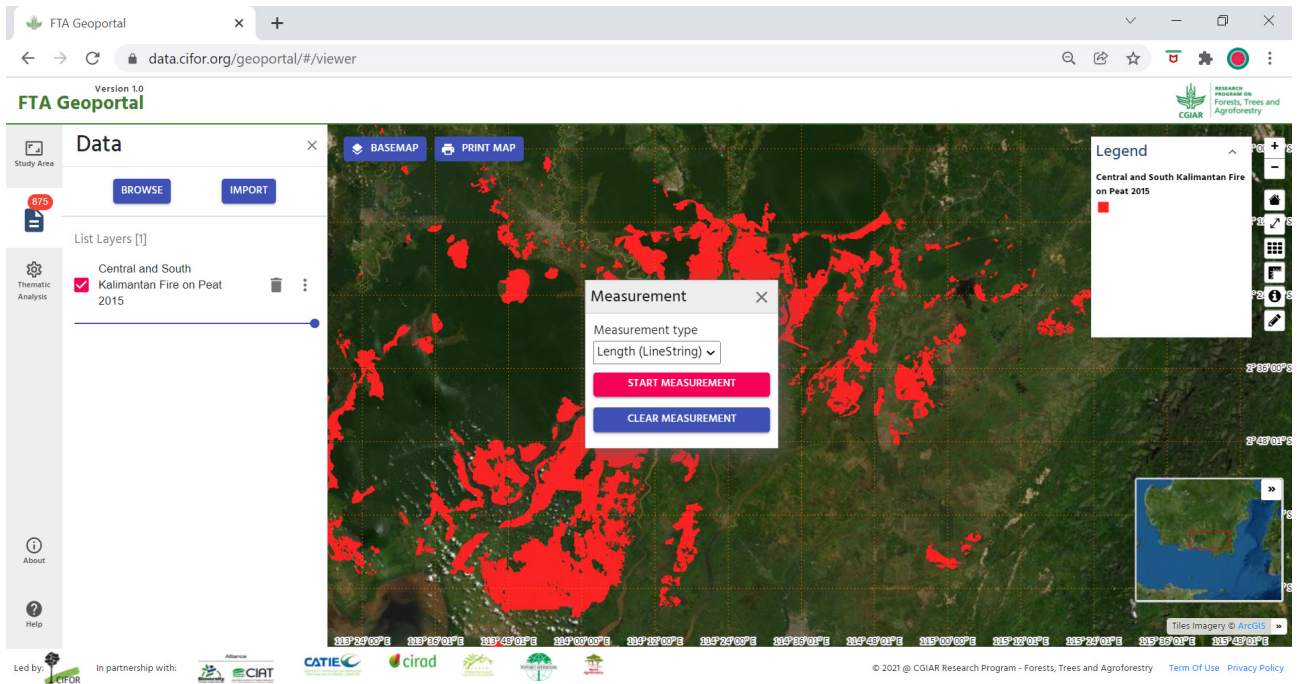 FTA Geoportal
data.cifor.org/geoportal/#/viewer
Version 1.0
FTA Geoportal
CGIAR
RESEARCH
PROGRAM ON
Forests, Trees and
Agroforestry
Study Area
875
Thematic
Analysis
About
Help
Data
BROWSE
IMPORT
List Layers [1]
Central and South
Kalimantan Fire on Peat
2015
BASEMAP
PRINT MAP
Measurement
Measurement type
Length (LineString)
START MEASUREMENT
CLEAR MEASUREMENT
Legend
Central and South Kalimantan Fire
on Peat 2015
2°36'00"S
2°48'01"S
Tiles Imagery © ArcGIS
113°24'00"E 113°36'01"E 113°48'01"E 114°00'00"E 114°12'00"E 114°24'00"E 114°36'01"E 114°48'01"E 115°00'00"E 115°12'01"E 115°24'01"E 115°36'01"E 115°48'01"E
Led by:
CIFOR
In partnership with:
Alliance
Bioversity
CIAT
CATIE
cirad
© 2021 @ CGIAR Research Program - Forests, Trees and Agroforestry Term Of Use Privacy Policy